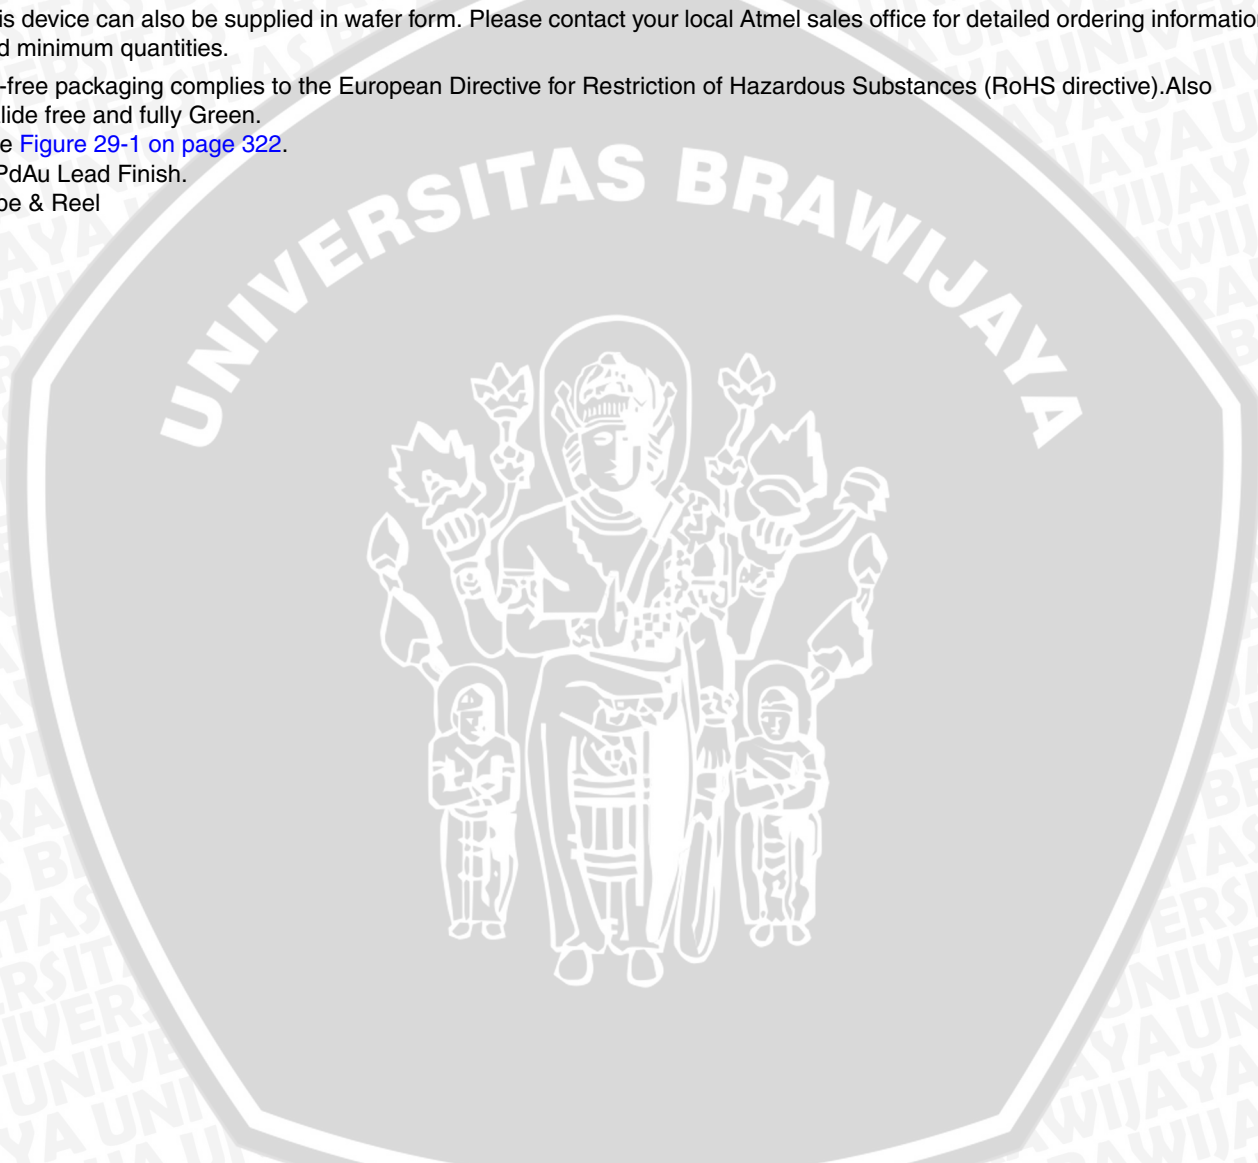 is device can also be supplied in wafer form. Please contact your local Atmel sales office for detailed ordering information
d minimum quantities.
-free packaging complies to the European Directive for Restriction of Hazardous Substances (RoHS directive).Also
lide free and fully Green.
e Figure 29-1 on page 322.
PdAu Lead Finish.
pe & Reel
UNIVERSITAS BRAWIJAYA